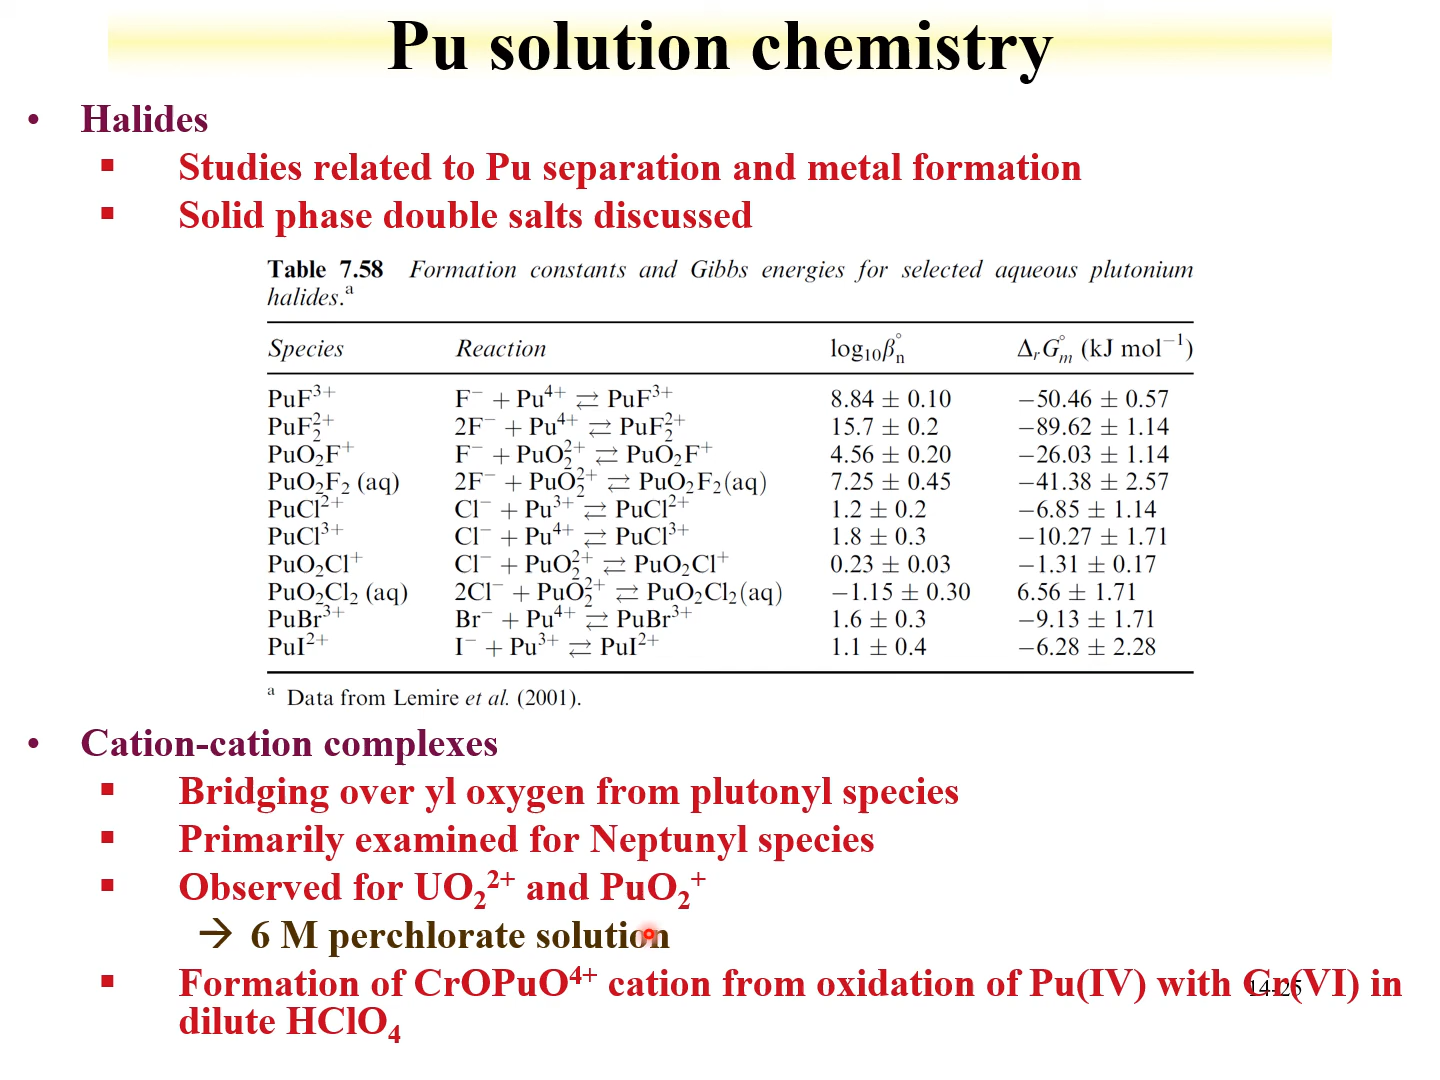 Pu solution chemistry
• Halides
▪ Studies related to Pu separation and metal formation
▪ Solid phase double salts discussed
Table 7.58 Formation constants and Gibbs energies for selected aqueous plutonium
halides.ᵃ
Species Reaction log₁₀β°ₙ ΔᵣG°ₘ (kJ mol⁻¹)
PuF³⁺ F⁻ + Pu⁴⁺ ⇄ PuF³⁺ 8.84 ± 0.10 −50.46 ± 0.57
PuF₂²⁺ 2F⁻ + Pu⁴⁺ ⇄ PuF₂²⁺ 15.7 ± 0.2 −89.62 ± 1.14
PuO₂F⁺ F⁻ + PuO₂²⁺ ⇄ PuO₂F⁺ 4.56 ± 0.20 −26.03 ± 1.14
PuO₂F₂ (aq) 2F⁻ + PuO₂²⁺ ⇄ PuO₂F₂(aq) 7.25 ± 0.45 −41.38 ± 2.57
PuCl²⁺ Cl⁻ + Pu³⁺ ⇄ PuCl²⁺ 1.2 ± 0.2 −6.85 ± 1.14
PuCl³⁺ Cl⁻ + Pu⁴⁺ ⇄ PuCl³⁺ 1.8 ± 0.3 −10.27 ± 1.71
PuO₂Cl⁺ Cl⁻ + PuO₂²⁺ ⇄ PuO₂Cl⁺ 0.23 ± 0.03 −1.31 ± 0.17
PuO₂Cl₂ (aq) 2Cl⁻ + PuO₂²⁺ ⇄ PuO₂Cl₂(aq) −1.15 ± 0.30 6.56 ± 1.71
PuBr³⁺ Br⁻ + Pu⁴⁺ ⇄ PuBr³⁺ 1.6 ± 0.3 −9.13 ± 1.71
PuI²⁺ I⁻ + Pu³⁺ ⇄ PuI²⁺ 1.1 ± 0.4 −6.28 ± 2.28
ᵃ Data from Lemire et al. (2001).
• Cation-cation complexes
▪ Bridging over yl oxygen from plutonyl species
▪ Primarily examined for Neptunyl species
▪ Observed for UO₂²⁺ and PuO₂⁺
→ 6 M perchlorate solution
▪ Formation of CrOPuO⁴⁺ cation from oxidation of Pu(IV) with Cr(VI) in
dilute HClO₄
14-25